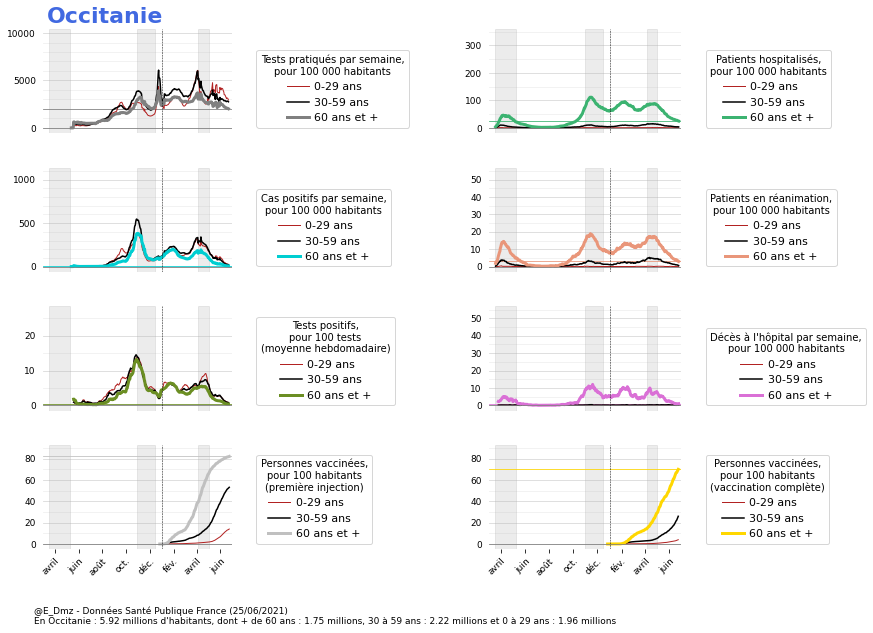 Occitanie
10000
5000
0
Tests pratiqués par semaine,
pour 100 000 habitants
0-29 ans
30-59 ans
60 ans et +
300
200
100
0
Patients hospitalisés,
pour 100 000 habitants
0-29 ans
30-59 ans
60 ans et +
1000
500
0
Cas positifs par semaine,
pour 100 000 habitants
0-29 ans
30-59 ans
60 ans et +
50
40
30
20
10
0
Patients en réanimation,
pour 100 000 habitants
0-29 ans
30-59 ans
60 ans et +
20
10
0
Tests positifs,
pour 100 tests
(moyenne hebdomadaire)
0-29 ans
30-59 ans
60 ans et +
50
40
30
20
10
0
Décès à l'hôpital par semaine,
pour 100 000 habitants
0-29 ans
30-59 ans
60 ans et +
80
60
40
20
0
avril juin août oct. déc. fév. avril juin
Personnes vaccinées,
pour 100 habitants
(première injection)
0-29 ans
30-59 ans
60 ans et +
80
60
40
20
0
avril juin août oct. déc. fév. avril juin
Personnes vaccinées,
pour 100 habitants
(vaccination complète)
0-29 ans
30-59 ans
60 ans et +
@E_Dmz - Données Santé Publique France (25/06/2021)
En Occitanie : 5.92 millions d'habitants, dont + de 60 ans : 1.75 millions, 30 à 59 ans : 2.22 millions et 0 à 29 ans : 1.96 millions